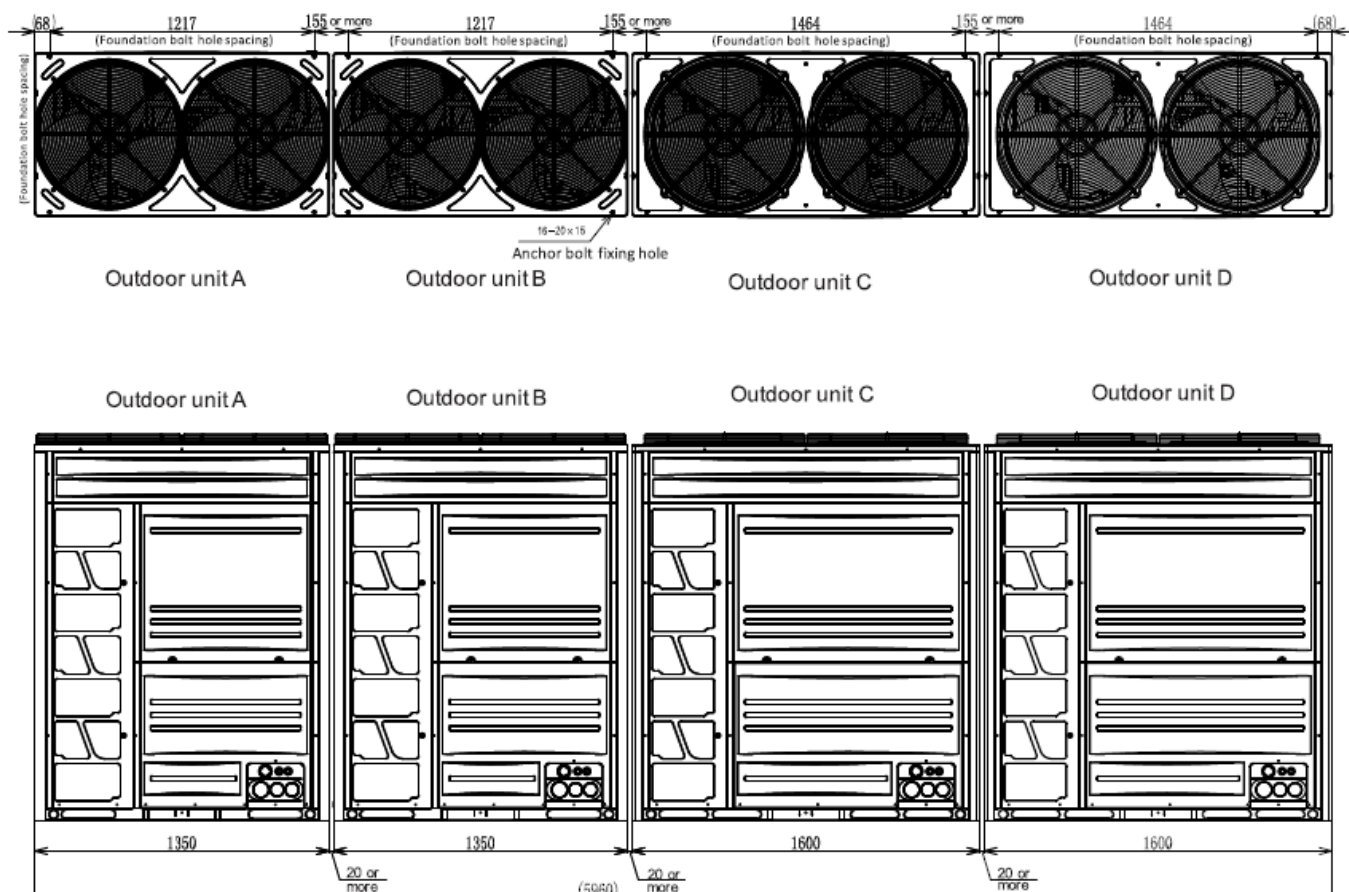 (68) 1217 155 or more 1217 155 or more 1464 155 or more 1464 (68)
(Foundation bolt hole spacing) (Foundation bolt hole spacing) (Foundation bolt hole spacing) (Foundation bolt hole spacing)
(Foundation bolt hole spacing)
16-20×15
Anchor bolt fixing hole
Outdoor unit A Outdoor unit B Outdoor unit C Outdoor unit D
Outdoor unit A Outdoor unit B Outdoor unit C Outdoor unit D
1350 1350 1600 1600
20 or 20 or 20 or
more more more
(5960)